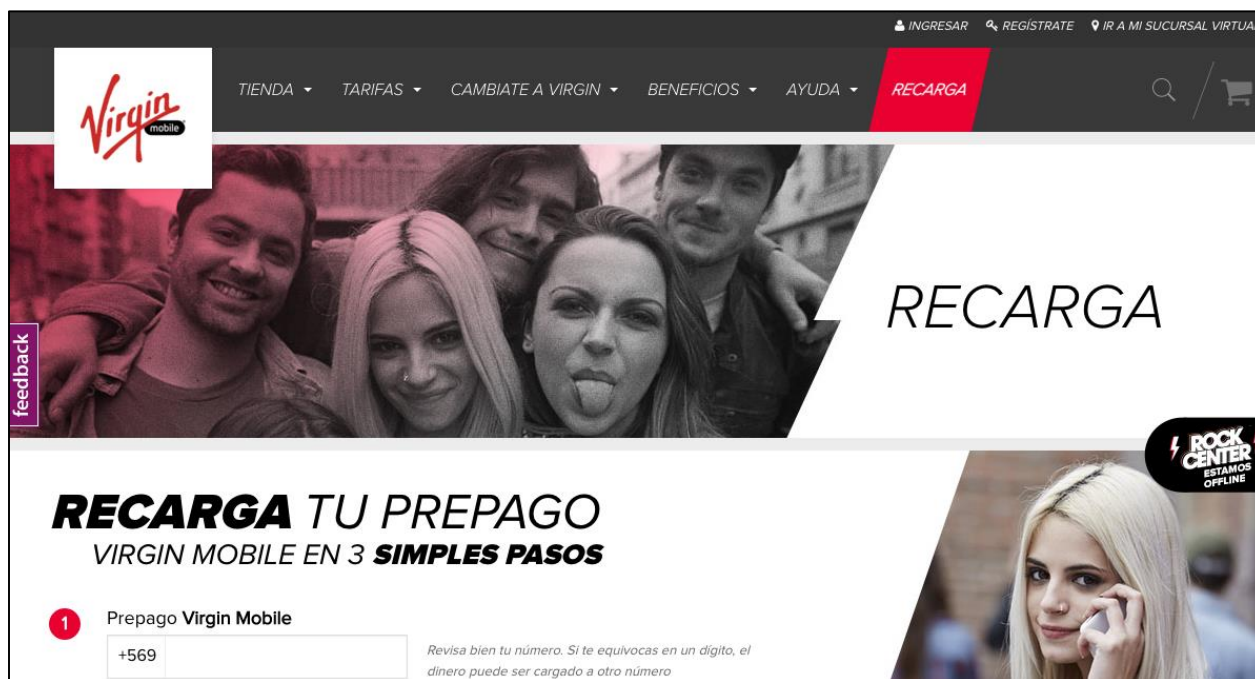 INGRESAR REGÍSTRATE IR A MI SUCURSAL VIRTUAL
Virgin
mobile
TIENDA TARIFAS CAMBIATE A VIRGIN BENEFICIOS AYUDA RECARGA
RECARGA
feedback
ROCK
CENTER
ESTAMOS
OFFLINE
RECARGA TU PREPAGO
VIRGIN MOBILE EN 3 SIMPLES PASOS
1 Prepago Virgin Mobile
+569
Revisa bien tu número. Si te equivocas en un dígito, el
dinero puede ser cargado a otro número